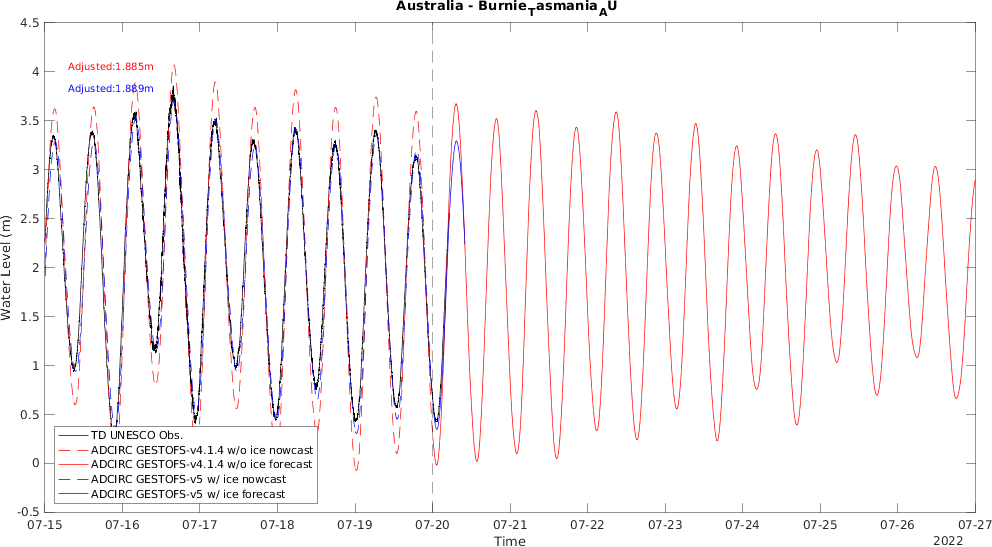 Australia - Burnie_Tasmania_AU
4.5
4
3.5
3
2.5
2
1.5
1
0.5
0
-0.5
Water Level (m)
Adjusted:1.885m
Adjusted:1.889m
TD UNESCO Obs.
ADCIRC GESTOFS-v4.1.4 w/o ice nowcast
ADCIRC GESTOFS-v4.1.4 w/o ice forecast
ADCIRC GESTOFS-v5 w/ ice nowcast
ADCIRC GESTOFS-v5 w/ ice forecast
07-15 07-16 07-17 07-18 07-19 07-20 07-21 07-22 07-23 07-24 07-25 07-26 07-27
Time
2022